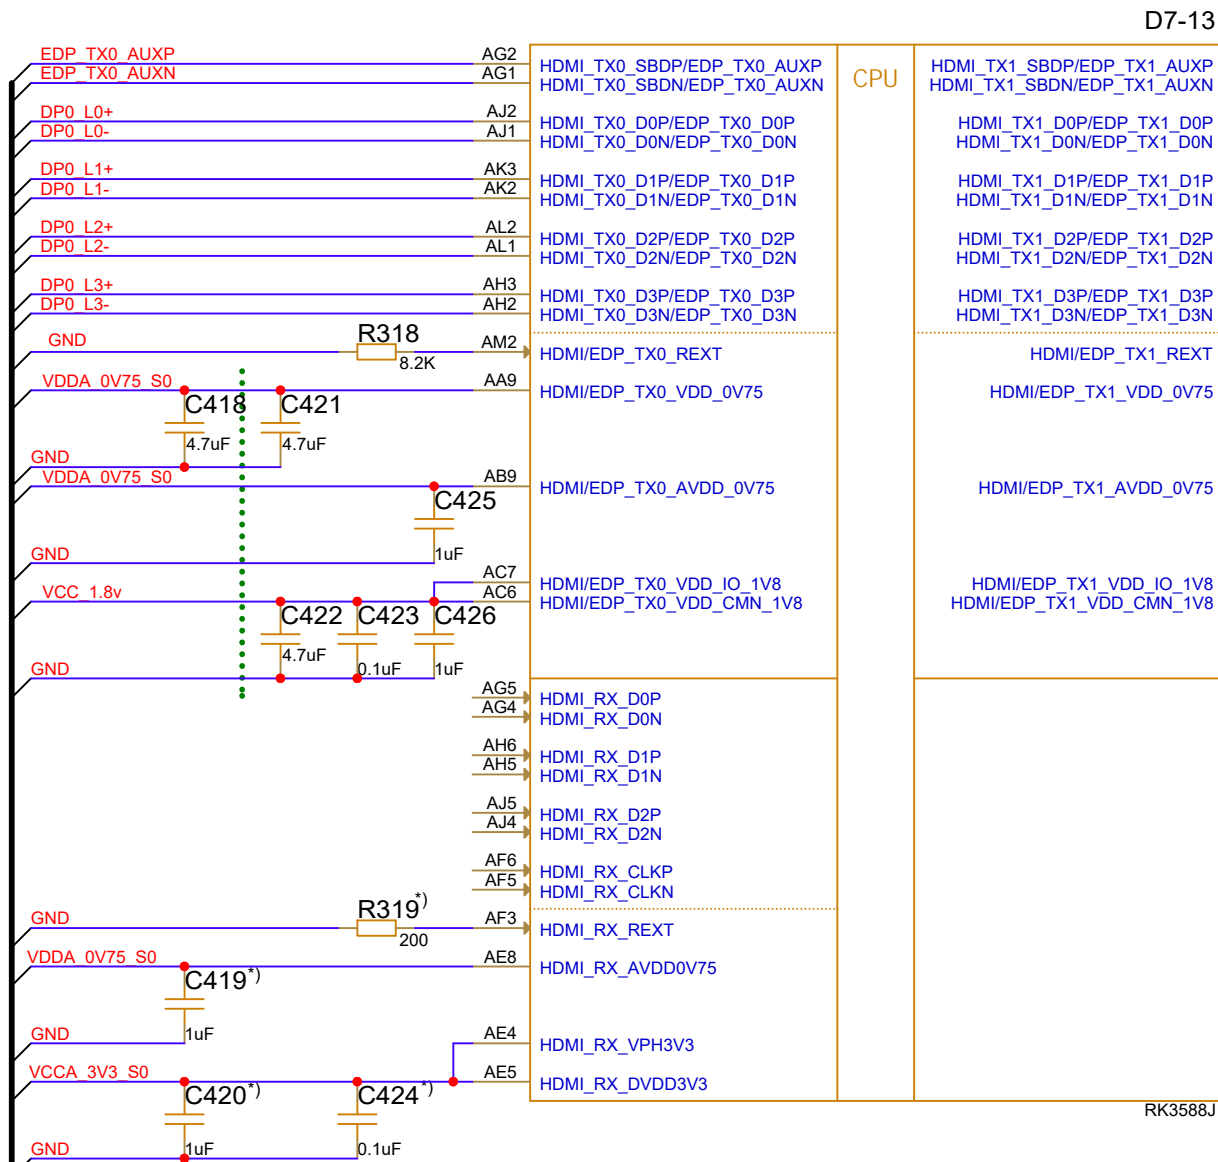 D7-13
EDP_TX0_AUXP AG2 HDMI_TX0_SBDP/EDP_TX0_AUXP CPU HDMI_TX1_SBDP/EDP_TX1_AUXP
EDP_TX0_AUXN AG1 HDMI_TX0_SBDN/EDP_TX0_AUXN HDMI_TX1_SBDN/EDP_TX1_AUXN
DP0_L0+ AJ2 HDMI_TX0_D0P/EDP_TX0_D0P HDMI_TX1_D0P/EDP_TX1_D0P
DP0_L0- AJ1 HDMI_TX0_D0N/EDP_TX0_D0N HDMI_TX1_D0N/EDP_TX1_D0N
DP0_L1+ AK3 HDMI_TX0_D1P/EDP_TX0_D1P HDMI_TX1_D1P/EDP_TX1_D1P
DP0_L1- AK2 HDMI_TX0_D1N/EDP_TX0_D1N HDMI_TX1_D1N/EDP_TX1_D1N
DP0_L2+ AL2 HDMI_TX0_D2P/EDP_TX0_D2P HDMI_TX1_D2P/EDP_TX1_D2P
DP0_L2- AL1 HDMI_TX0_D2N/EDP_TX0_D2N HDMI_TX1_D2N/EDP_TX1_D2N
DP0_L3+ AH3 HDMI_TX0_D3P/EDP_TX0_D3P HDMI_TX1_D3P/EDP_TX1_D3P
DP0_L3- AH2 HDMI_TX0_D3N/EDP_TX0_D3N HDMI_TX1_D3N/EDP_TX1_D3N
GND R318 AM2 HDMI/EDP_TX0_REXT HDMI/EDP_TX1_REXT
8.2K
VDDA_0V75_S0 AA9 HDMI/EDP_TX0_VDD_0V75 HDMI/EDP_TX1_VDD_0V75
C418 C421
4.7uF 4.7uF
GND
VDDA_0V75_S0 AB9 HDMI/EDP_TX0_AVDD_0V75 HDMI/EDP_TX1_AVDD_0V75
C425
GND 1uF
AC7 HDMI/EDP_TX0_VDD_IO_1V8 HDMI/EDP_TX1_VDD_IO_1V8
VCC_1.8v AC6 HDMI/EDP_TX0_VDD_CMN_1V8 HDMI/EDP_TX1_VDD_CMN_1V8
C422 C423 C426
4.7uF 0.1uF 1uF
GND
AG5 HDMI_RX_D0P
AG4 HDMI_RX_D0N
AH6 HDMI_RX_D1P
AH5 HDMI_RX_D1N
AJ5 HDMI_RX_D2P
AJ4 HDMI_RX_D2N
AF6 HDMI_RX_CLKP
AF5 HDMI_RX_CLKN
GND R319*) AF3 HDMI_RX_REXT
200
VDDA_0V75_S0 AE8 HDMI_RX_AVDD0V75
C419*)
GND 1uF AE4 HDMI_RX_VPH3V3
VCCA_3V3_S0 AE5 HDMI_RX_DVDD3V3
C420*) C424*)
RK3588J
GND 1uF 0.1uF